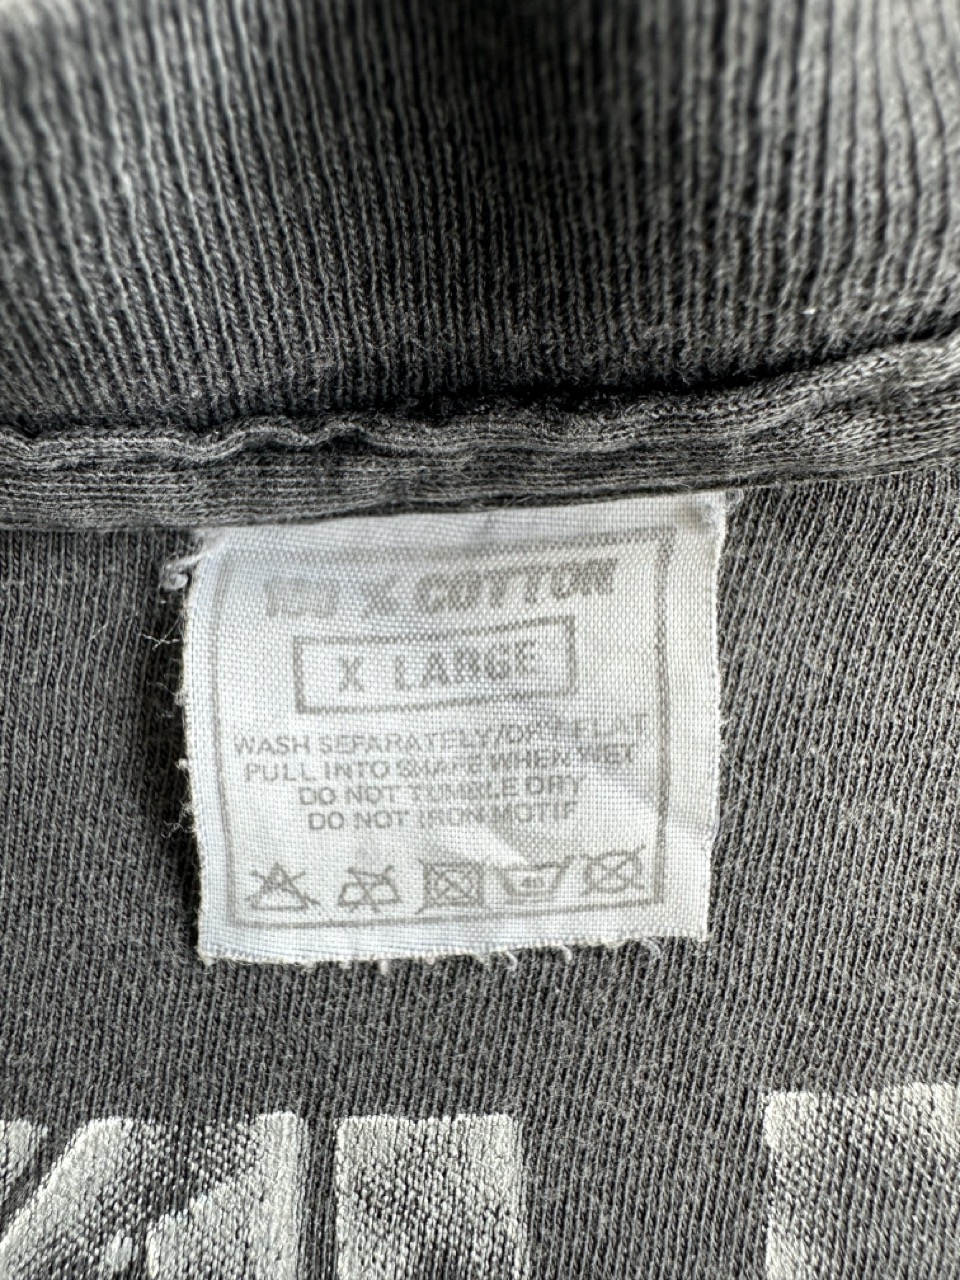 100 % COTTON
X LARGE
WASH SEPARATELY/DRY FLAT
PULL INTO SHAPE WHEN WET
DO NOT TUMBLE DRY
DO NOT IRON MOTIF